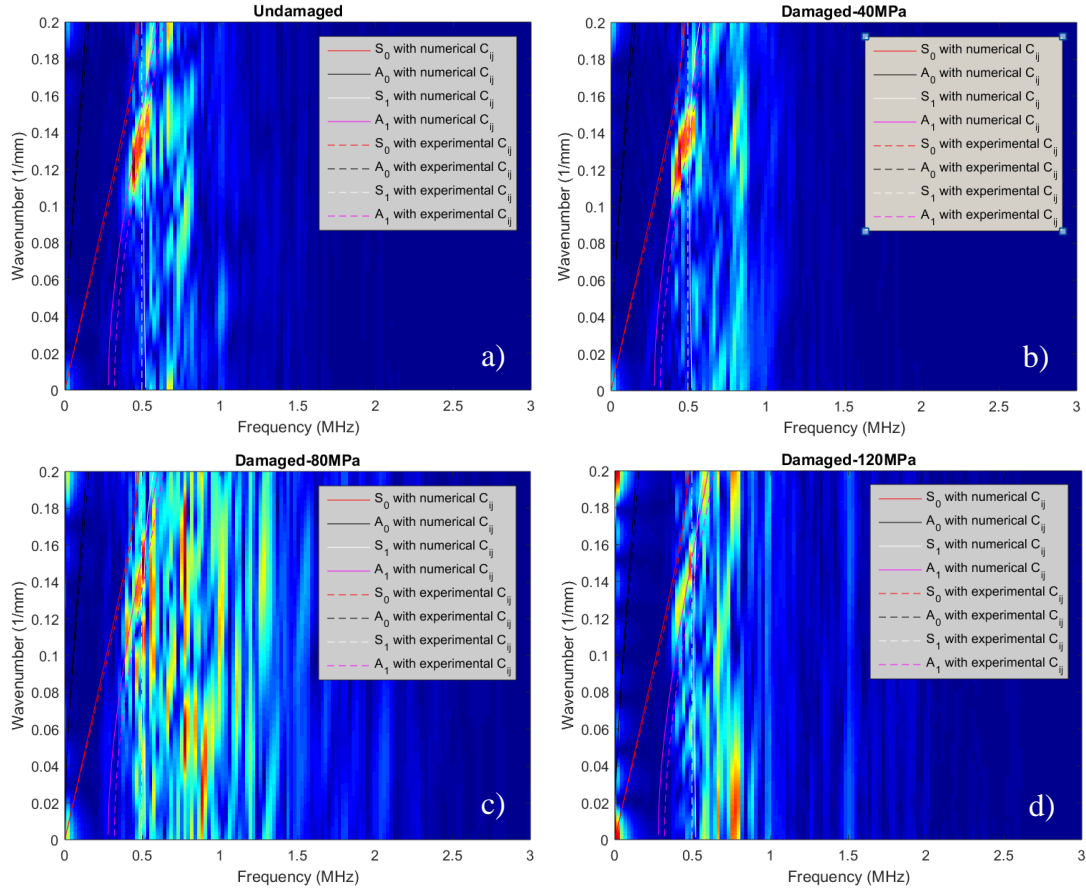 Undamaged
0.2
0.18
0.16
0.14
0.12
0.1
0.08
0.06
0.04
0.02
0
Wavenumber (1/mm)
S0 with numerical Cij
A0 with numerical Cij
S1 with numerical Cij
A1 with numerical Cij
S0 with experimental Cij
A0 with experimental Cij
S1 with experimental Cij
A1 with experimental Cij
a)
0 0.5 1 1.5 2 2.5 3
Frequency (MHz)
Damaged-40MPa
0.2
0.18
0.16
0.14
0.12
0.1
0.08
0.06
0.04
0.02
0
Wavenumber (1/mm)
S0 with numerical Cij
A0 with numerical Cij
S1 with numerical Cij
A1 with numerical Cij
S0 with experimental Cij
A0 with experimental Cij
S1 with experimental Cij
A1 with experimental Cij
b)
0 0.5 1 1.5 2 2.5 3
Frequency (MHz)
Damaged-80MPa
0.2
0.18
0.16
0.14
0.12
0.1
0.08
0.06
0.04
0.02
0
Wavenumber (1/mm)
S0 with numerical Cij
A0 with numerical Cij
S1 with numerical Cij
A1 with numerical Cij
S0 with experimental Cij
A0 with experimental Cij
S1 with experimental Cij
A1 with experimental Cij
c)
0 0.5 1 1.5 2 2.5 3
Frequency (MHz)
Damaged-120MPa
0.2
0.18
0.16
0.14
0.12
0.1
0.08
0.06
0.04
0.02
0
Wavenumber (1/mm)
S0 with numerical Cij
A0 with numerical Cij
S1 with numerical Cij
A1 with numerical Cij
S0 with experimental Cij
A0 with experimental Cij
S1 with experimental Cij
A1 with experimental Cij
d)
0 0.5 1 1.5 2 2.5 3
Frequency (MHz)